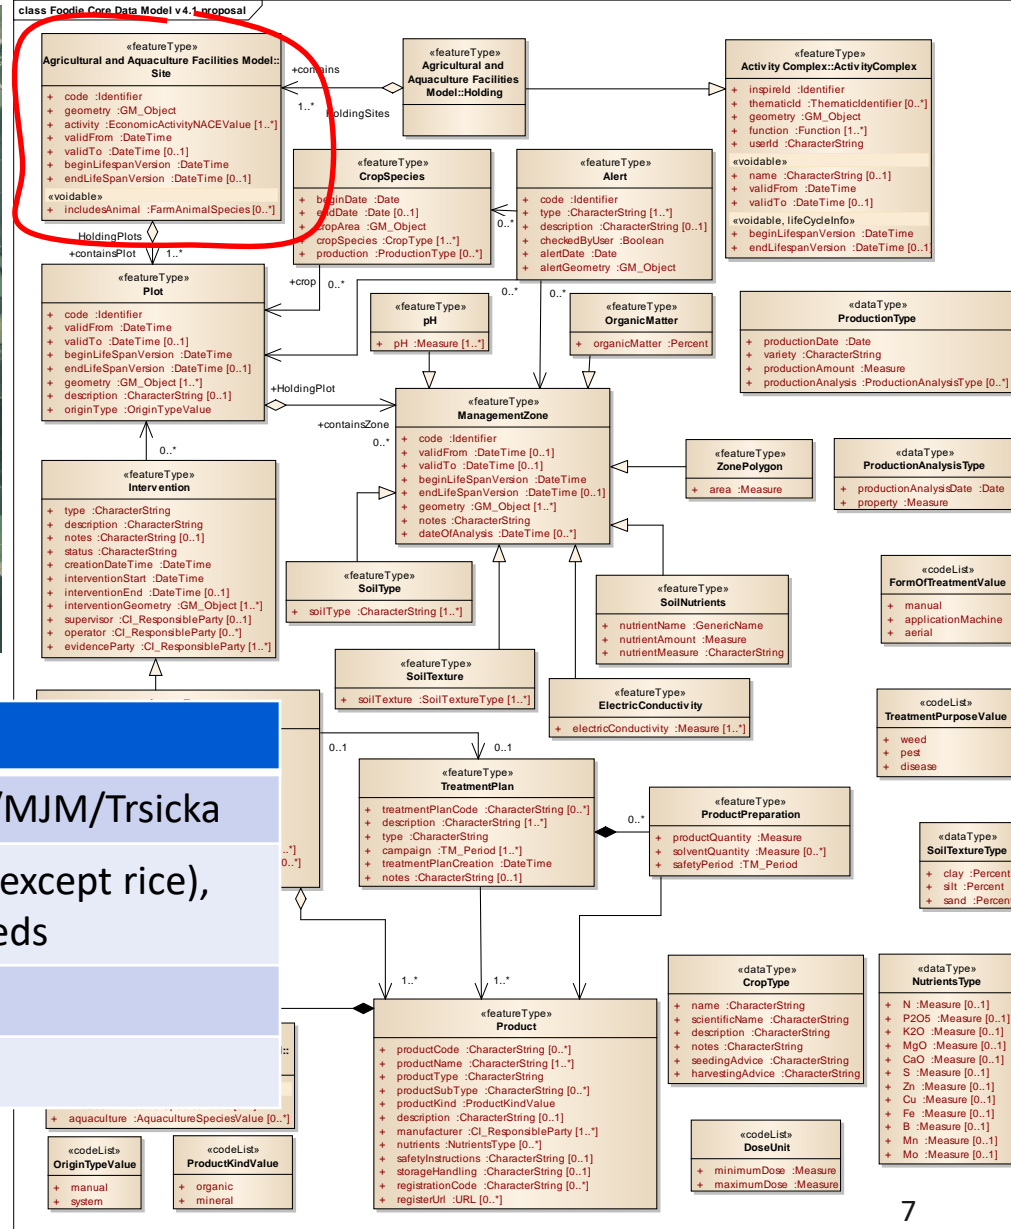 class Foodie Core Data Model v4.1 proposal
«featureType»
Agricultural and Aquaculture Facilities Model::
Site
+ code :Identifier
+ geometry :GM_Object
+ activity :EconomicActivityNACEValue [1..*]
+ validFrom :DateTime
+ validTo :DateTime [0..1]
+ beginLifespanVersion :DateTime
+ endLifeSpanVersion :DateTime [0..1]
«voidable»
+ includesAnimal :FarmAnimalSpecies [0..*]
+contains
1..*
HoldingSites
«featureType»
Agricultural and
Aquaculture Facilities
Model::Holding
«featureType»
Activity Complex::ActivityComplex
+ inspireId :Identifier
+ thematicId :ThematicIdentifier [0..*]
+ geometry :GM_Object
+ function :Function [1..*]
+ userId :CharacterString
«voidable»
+ name :CharacterString [0..1]
+ validFrom :DateTime
+ validTo :DateTime [0..1]
«voidable, lifeCycleInfo»
+ beginLifespanVersion :DateTime
+ endLifespanVersion :DateTime [0..1]
«featureType»
CropSpecies
+ beginDate :Date
+ endDate :Date [0..1]
+ cropArea :GM_Object
+ cropSpecies :CropType [1..*]
+ production :ProductionType [0..*]
«featureType»
Alert
+ code :Identifier
+ type :CharacterString [1..*]
+ description :CharacterString [0..1]
+ checkedByUser :Boolean
+ alertDate :Date
+ alertGeometry :GM_Object
0..*
HoldingPlots
+containsPlot
1..*
+crop
0..*
0..*
0..*
«featureType»
Plot
+ code :Identifier
+ validFrom :DateTime
+ validTo :DateTime [0..1]
+ beginLifeSpanVersion :DateTime
+ endLifeSpanVersion :DateTime [0..1]
+ geometry :GM_Object [1..*]
+ description :CharacterString [0..1]
+ originType :OriginTypeValue
«featureType»
pH
+ pH :Measure [1..*]
«featureType»
OrganicMatter
+ organicMatter :Percent
«dataType»
ProductionType
+ productionDate :Date
+ variety :CharacterString
+ productionAmount :Measure
+ productionAnalysis :ProductionAnalysisType [0..*]
+HoldingPlot
+containsZone
0..*
«featureType»
ManagementZone
+ code :Identifier
+ validFrom :DateTime [0..1]
+ validTo :DateTime [0..1]
+ beginLifeSpanVersion :DateTime
+ endLifeSpanVersion :DateTime [0..1]
+ geometry :GM_Object [1..*]
+ notes :CharacterString
+ dateOfAnalysis :DateTime [0..*]
«featureType»
ZonePolygon
+ area :Measure
«dataType»
ProductionAnalysisType
+ productionAnalysisDate :Date
+ property :Measure
0..*
«featureType»
Intervention
+ type :CharacterString
+ description :CharacterString
+ notes :CharacterString [0..1]
+ status :CharacterString
+ creationDateTime :DateTime
+ interventionStart :DateTime
+ interventionEnd :DateTime [0..1]
+ interventionGeometry :GM_Object [1..*]
+ supervisor :CI_ResponsibleParty [0..1]
+ operator :CI_ResponsibleParty [0..*]
+ evidenceParty :CI_ResponsibleParty [1..*]
«featureType»
SoilType
+ soilType :CharacterString [1..*]
«featureType»
SoilNutrients
+ nutrientName :GenericName
+ nutrientAmount :Measure
+ nutrientMeasure :CharacterString
«codeList»
FormOfTreatmentValue
+ manual
+ applicationMachine
+ aerial
«featureType»
SoilTexture
+ soilTexture :SoilTextureType [1..*]
«featureType»
ElectricConductivity
+ electricConductivity :Measure [1..*]
«codeList»
TreatmentPurposeValue
+ weed
+ pest
+ disease
/MJM/Trsicka
except rice),
eds
..*]
0..*]
0..1
0..1
«featureType»
TreatmentPlan
+ treatmentPlanCode :CharacterString [0..*]
+ description :CharacterString [1..*]
+ type :CharacterString
+ campaign :TM_Period [1..*]
+ treatmentPlanCreation :DateTime
+ notes :CharacterString [0..1]
0..*
«featureType»
ProductPreparation
+ productQuantity :Measure
+ solventQuantity :Measure [0..*]
+ safetyPeriod :TM_Period
«dataType»
SoilTextureType
+ clay :Percent
+ silt :Percent
+ sand :Percent
1..*
1..*
«featureType»
Product
+ productCode :CharacterString [0..*]
+ productName :CharacterString [1..*]
+ productType :CharacterString
+ productSubType :CharacterString [0..*]
+ productKind :ProductKindValue
+ description :CharacterString [0..1]
+ manufacturer :CI_ResponsibleParty [1..*]
+ nutrients :NutrientsType [0..*]
+ safetyInstructions :CharacterString [0..1]
+ storageHandling :CharacterString [0..1]
+ registrationCode :CharacterString [0..*]
+ registerUrl :URL [0..*]
«dataType»
CropType
+ name :CharacterString
+ scientificName :CharacterString
+ description :CharacterString
+ notes :CharacterString
+ seedingAdvice :CharacterString
+ harvestingAdvice :CharacterString
«dataType»
NutrientsType
+ N :Measure [0..1]
+ P2O5 :Measure [0..1]
+ K2O :Measure [0..1]
+ MgO :Measure [0..1]
+ CaO :Measure [0..1]
+ S :Measure [0..1]
+ Zn :Measure [0..1]
+ Cu :Measure [0..1]
+ Fe :Measure [0..1]
+ B :Measure [0..1]
+ Mn :Measure [0..1]
+ Mo :Measure [0..1]
::
+ aquaculture :AquacultureSpeciesValue [0..*]
«codeList»
OriginTypeValue
+ manual
+ system
«codeList»
ProductKindValue
+ organic
+ mineral
«codeList»
DoseUnit
+ minimumDose :Measure
+ maximumDose :Measure
7